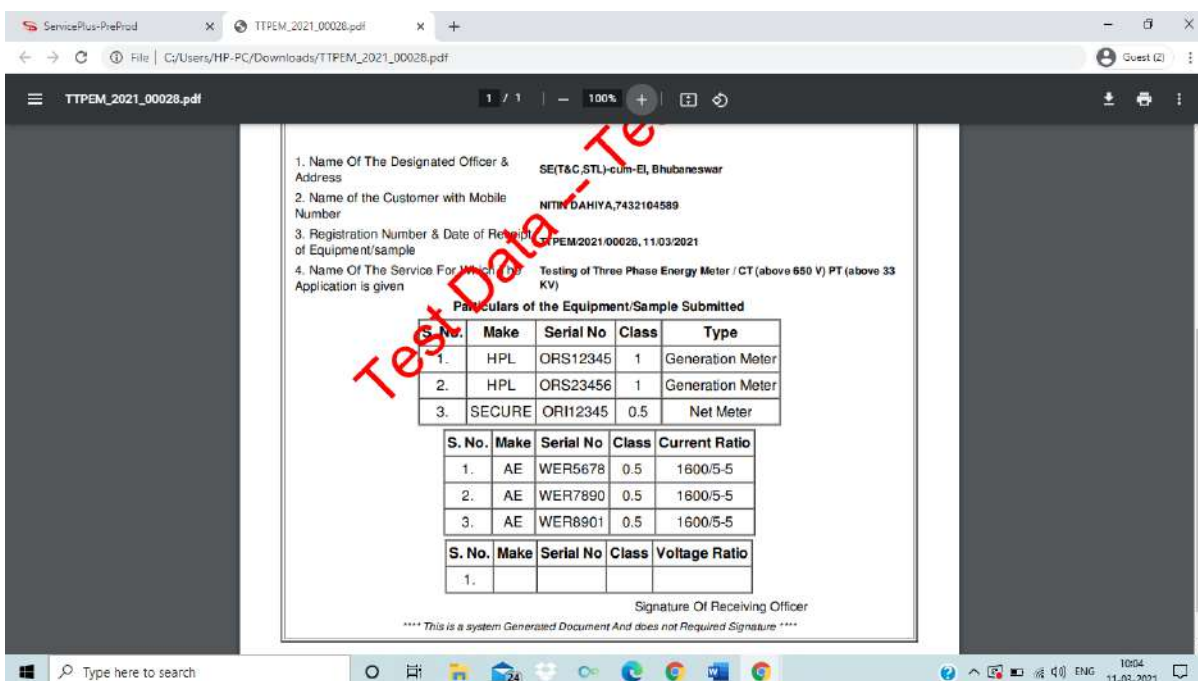 ServicePlus-PreProd
TTPEM_2021_00028.pdf
File | C:/Users/HP-PC/Downloads/TTPEM_2021_00028.pdf
Guest (2)
TTPEM_2021_00028.pdf
1 / 1
100%
Test Data -- Te
1. Name Of The Designated Officer &
Address
SE(T&C,STL)-cum-EI, Bhubaneswar
2. Name of the Customer with Mobile
Number
NITIN DAHIYA,7432104589
3. Registration Number & Date of Receipt
of Equipment/sample
TTPEM/2021/00028, 11/03/2021
4. Name Of The Service For Which The
Application is given
Testing of Three Phase Energy Meter / CT (above 650 V) PT (above 33
KV)
Particulars of the Equipment/Sample Submitted
S. No. Make Serial No Class Type
1. HPL ORS12345 1 Generation Meter
2. HPL ORS23456 1 Generation Meter
3. SECURE ORI12345 0.5 Net Meter
S. No. Make Serial No Class Current Ratio
1. AE WER5678 0.5 1600/5-5
2. AE WER7890 0.5 1600/5-5
3. AE WER8901 0.5 1600/5-5
S. No. Make Serial No Class Voltage Ratio
1.
Signature Of Receiving Officer
**** This is a system Generated Document And does not Required Signature ****
Type here to search
24
ENG
10:04
11-03-2021